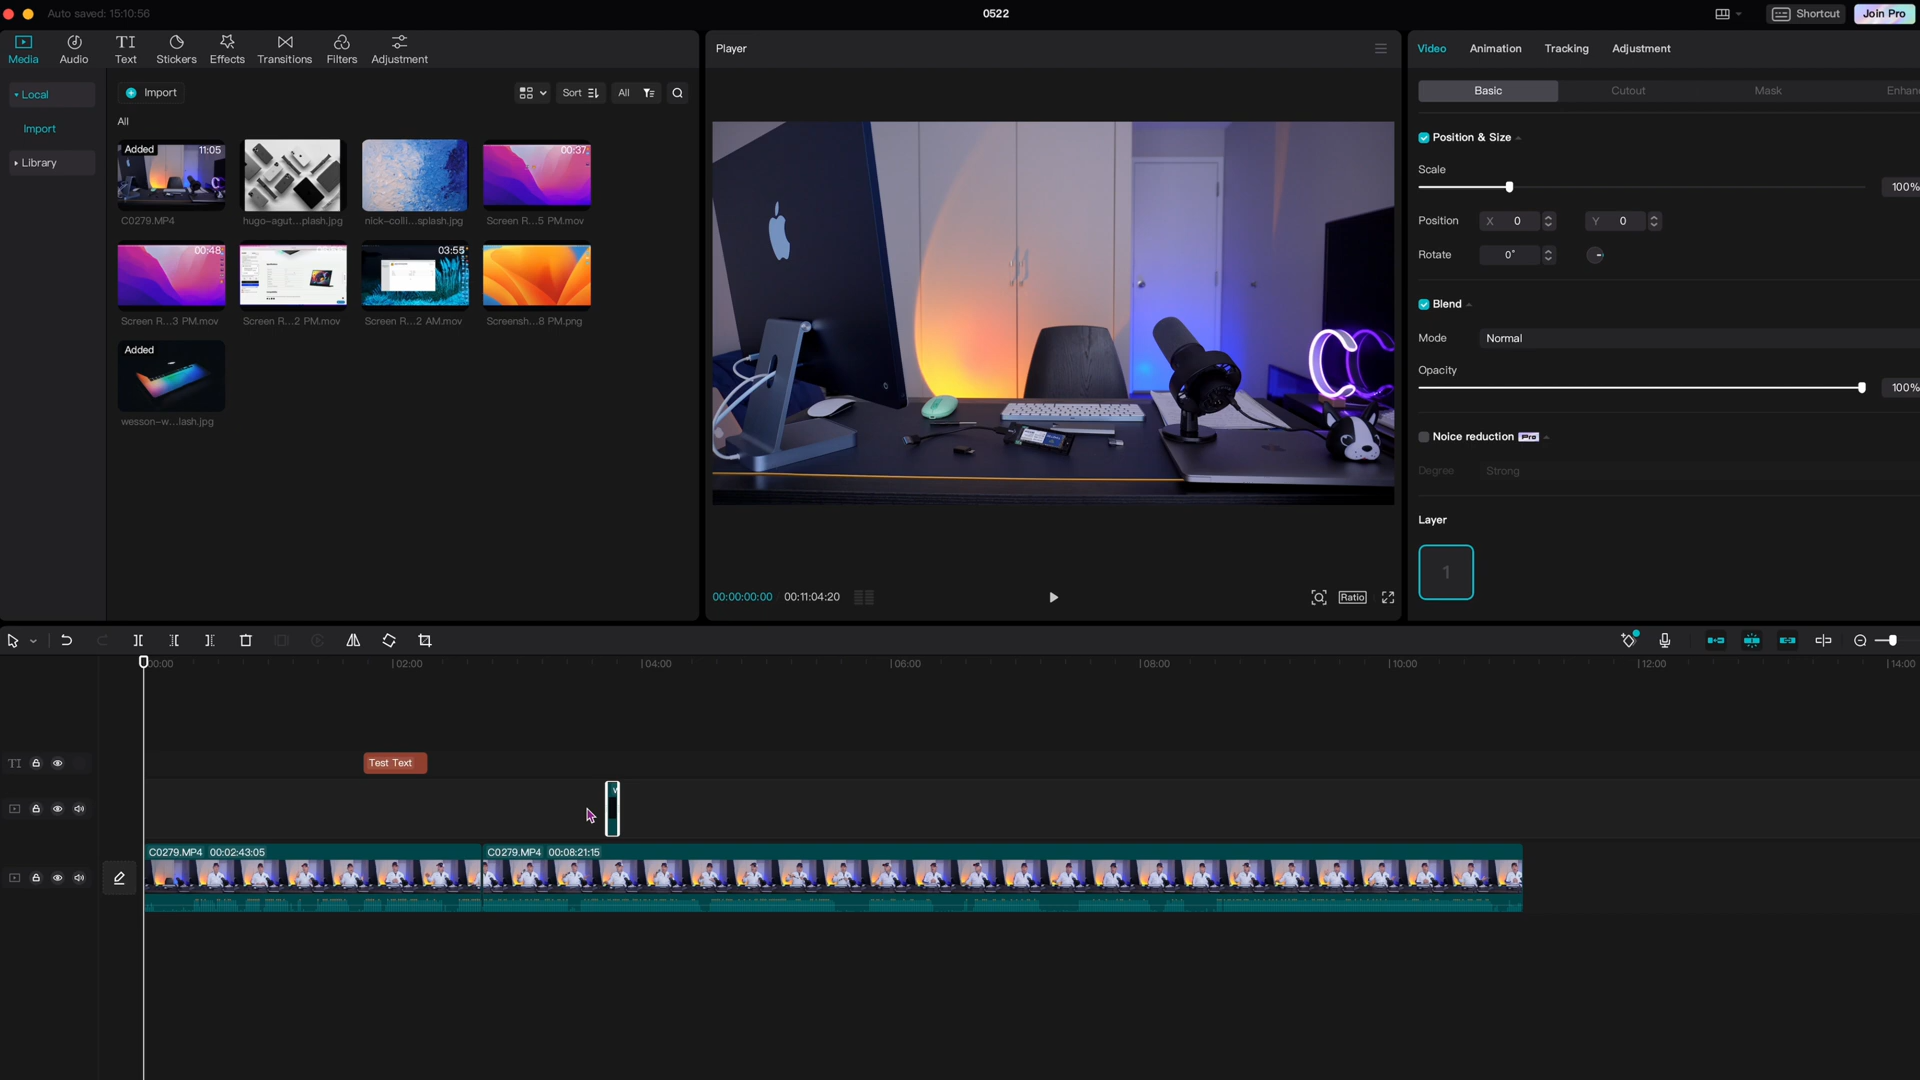 Auto saved: 15:10:56
0522
Shortcut
Join Pro
Media
Audio
Text
Stickers
Effects
Transitions
Filters
Adjustment
Local
Import
Library
Import
Sort
All
All
Added
11:05
C0279.MP4
hugo-agut...plash.jpg
nick-colli...splash.jpg
00:37
Screen R...5 PM.mov
00:48
Screen R...3 PM.mov
Screen R...2 PM.mov
03:55
Screen R...2 AM.mov
Screensh...8 PM.png
Added
wesson-w...lash.jpg
Player
00:00:00:00
00:11:04:20
Ratio
Video
Animation
Tracking
Adjustment
Basic
Cutout
Mask
Enhan
Position & Size
Scale
100%
Position
X 0
Y 0
Rotate
0°
Blend
Mode
Normal
Opacity
100%
Noice reduction Pro
Degree
Strong
Layer
1
00:00
02:00
04:00
06:00
08:00
10:00
12:00
14:00
TI
Test Text
C0279.MP4 00:02:43:05
C0279.MP4 00:08:21:15